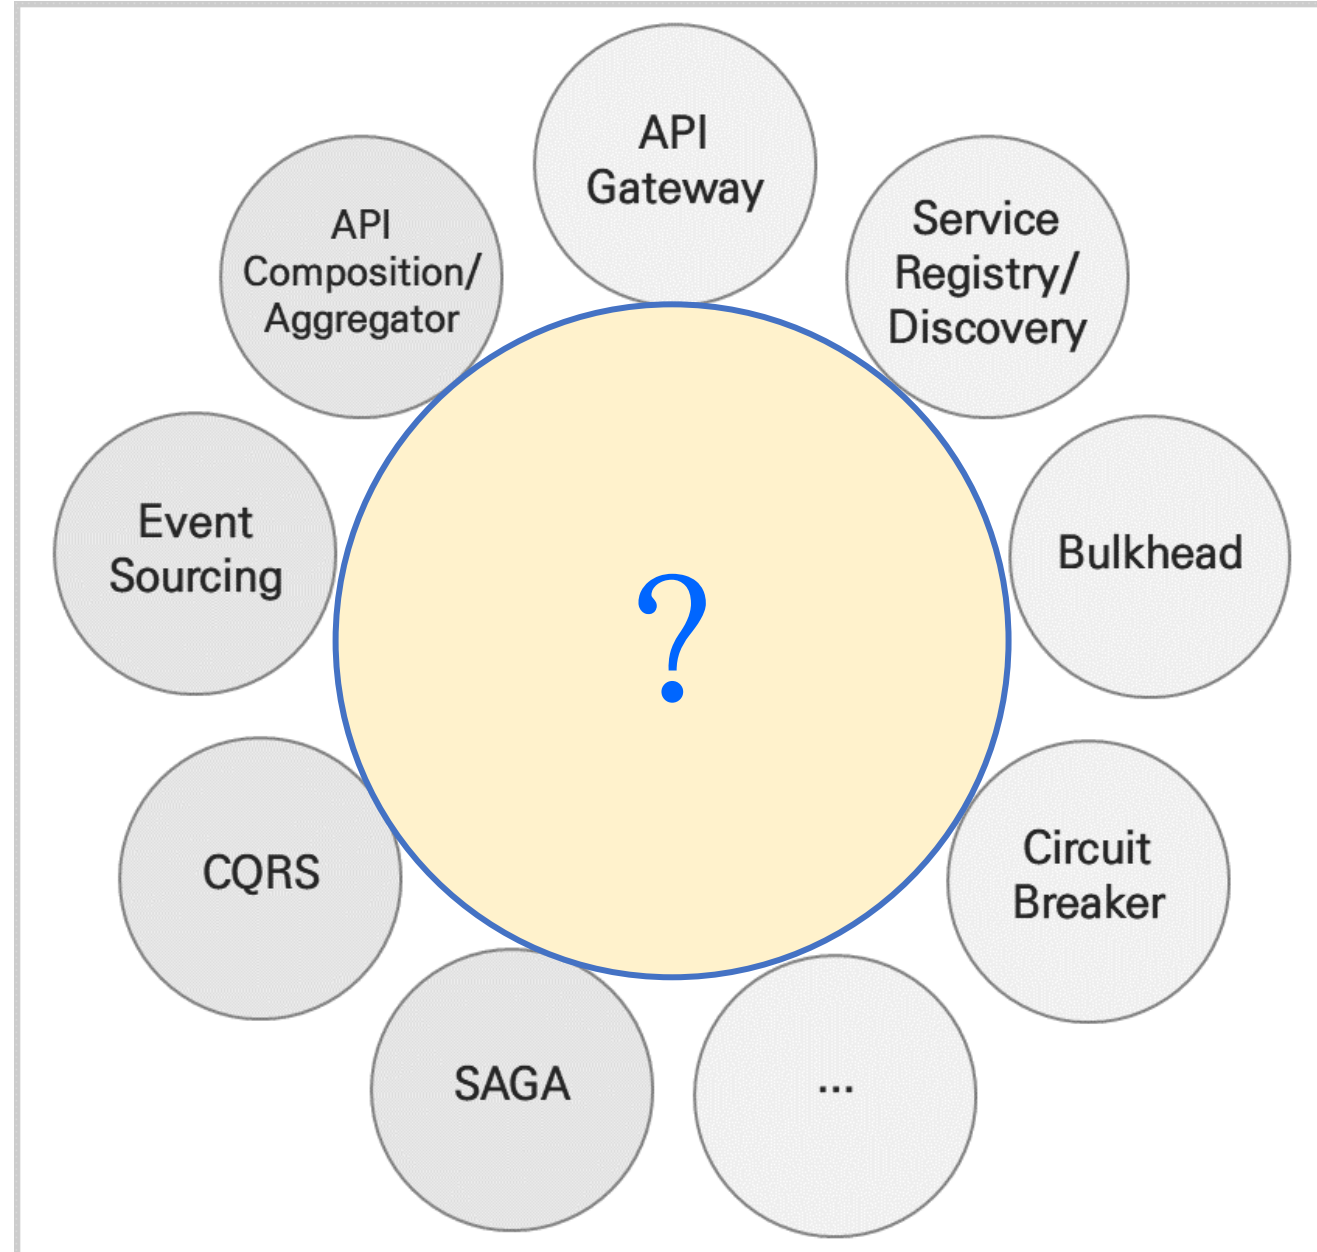 API
Gateway
Service
Registry/
Discovery
Bulkhead
Circuit
Breaker
...
SAGA
CQRS
Event
Sourcing
API
Composition/
Aggregator
?